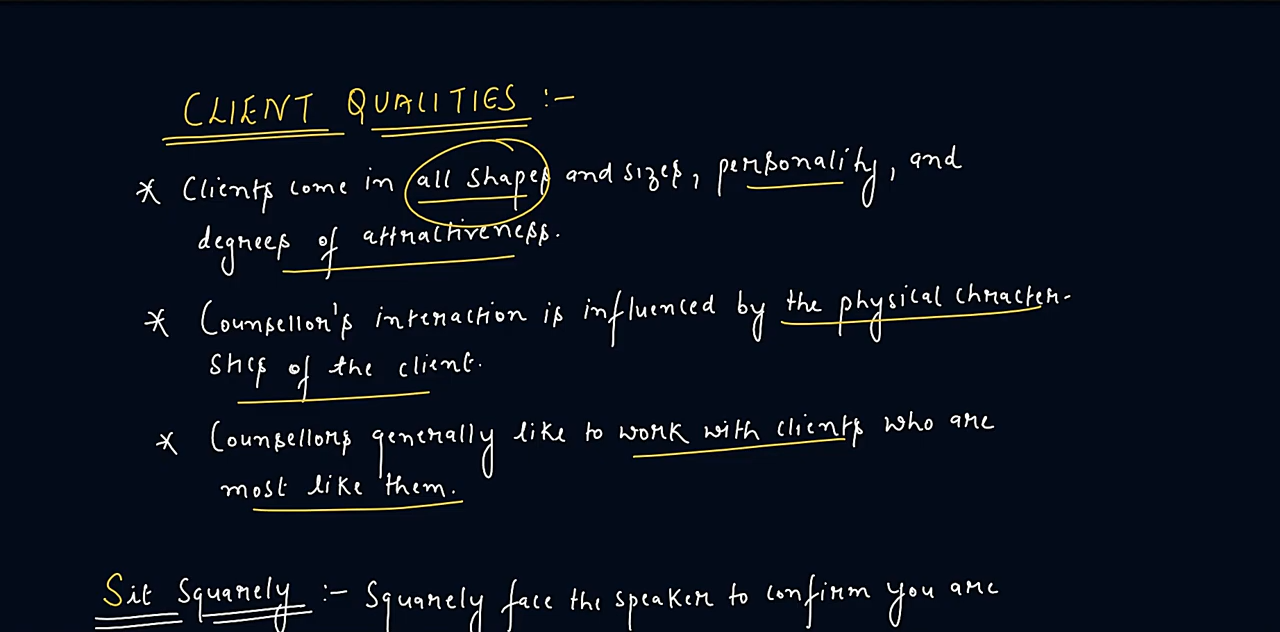 CLIENT QUALITIES :-
* Clients come in all shapes and sizes, personality, and
degrees of attractiveness.
* Counsellor's interaction is influenced by the physical chracter-
stics of the client.
* Counsellors generally like to work with clients who are
most like them.
Sit Squarely :- Squarely face the speaker to confirm you are